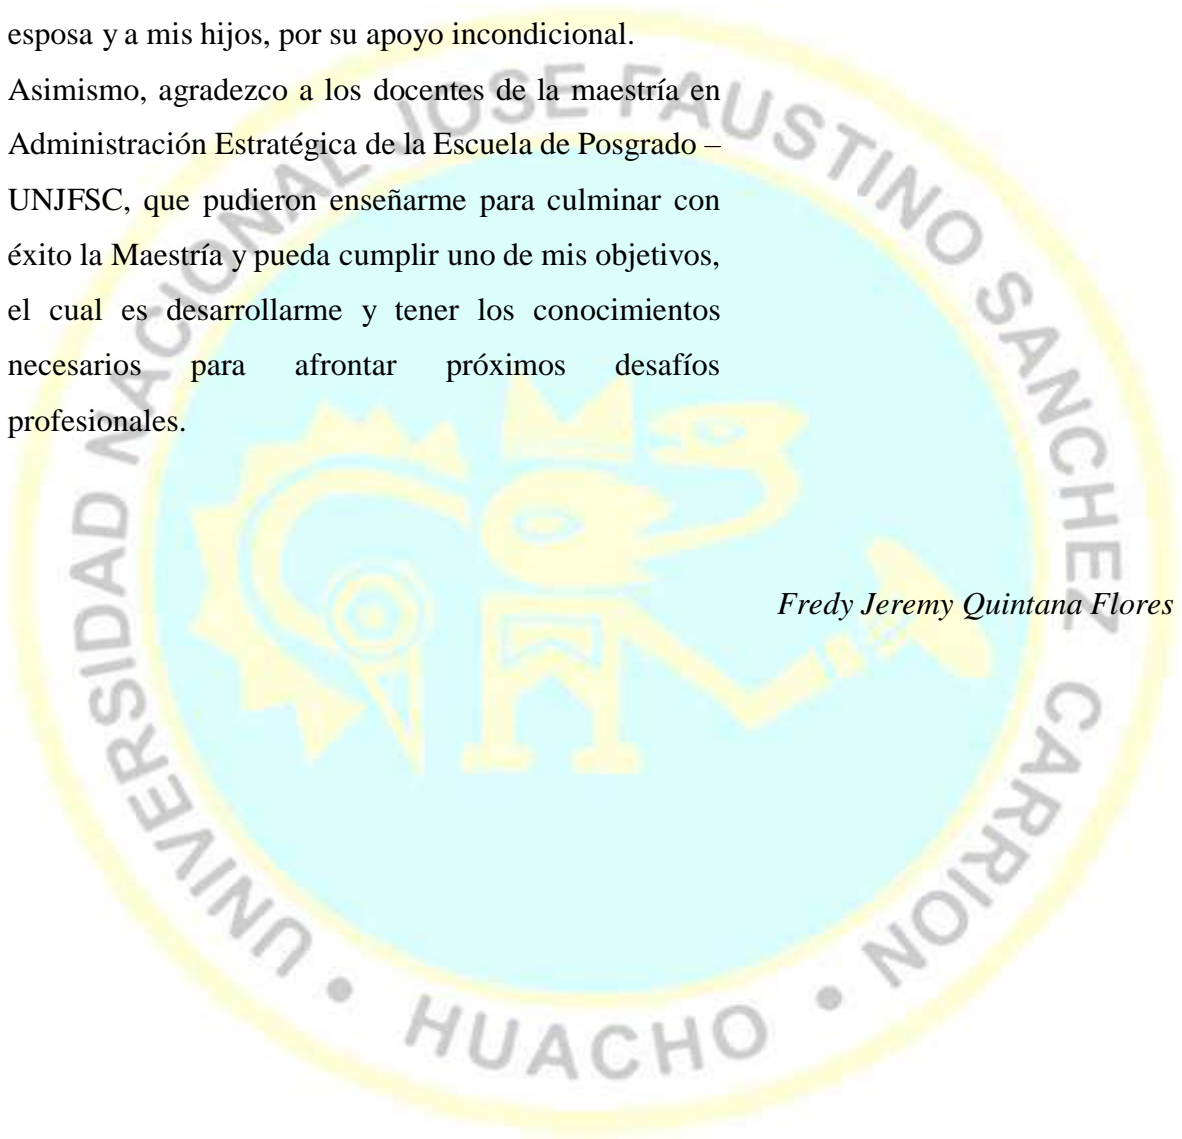 esposa y a mis hijos, por su apoyo incondicional.
Asimismo, agradezco a los docentes de la maestría en
Administración Estratégica de la Escuela de Posgrado –
UNJFSC, que pudieron enseñarme para culminar con
éxito la Maestría y pueda cumplir uno de mis objetivos,
el cual es desarrollarme y tener los conocimientos
necesarios para afrontar próximos desafíos
profesionales.
Fredy Jeremy Quintana Flores
UNIVERSIDAD NACIONAL JOSE FAUSTINO SANCHEZ CARRION
• HUACHO •